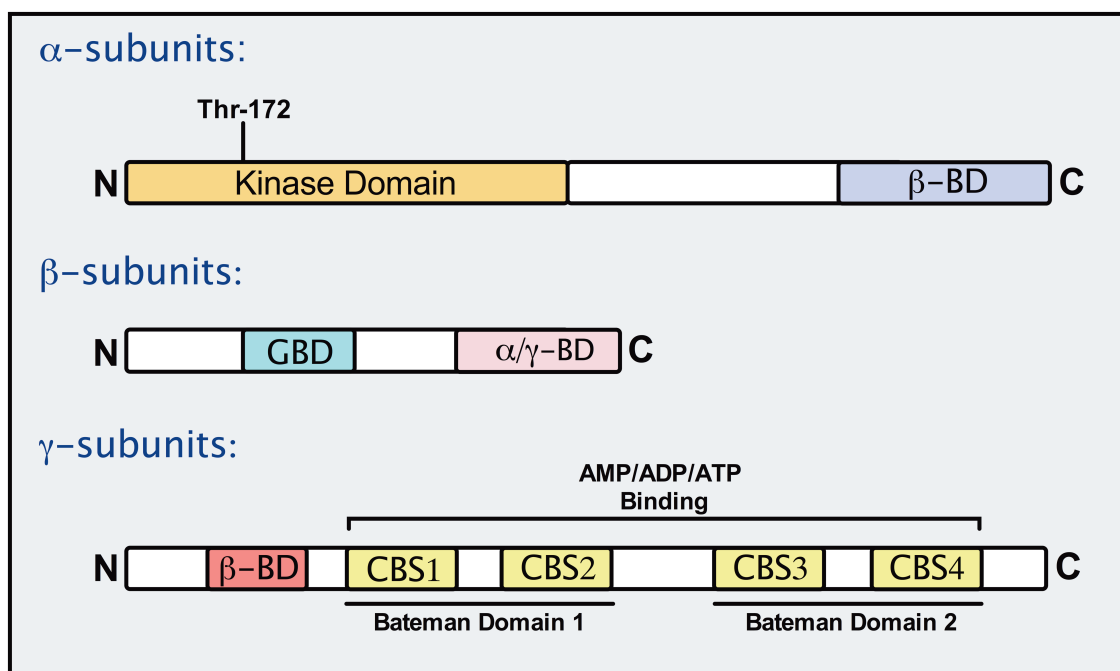 α-subunits:
Thr-172
N Kinase Domain β-BD C
β-subunits:
N GBD α/γ-BD C
γ-subunits:
AMP/ADP/ATP
Binding
N β-BD CBS1 CBS2 CBS3 CBS4 C
Bateman Domain 1 Bateman Domain 2